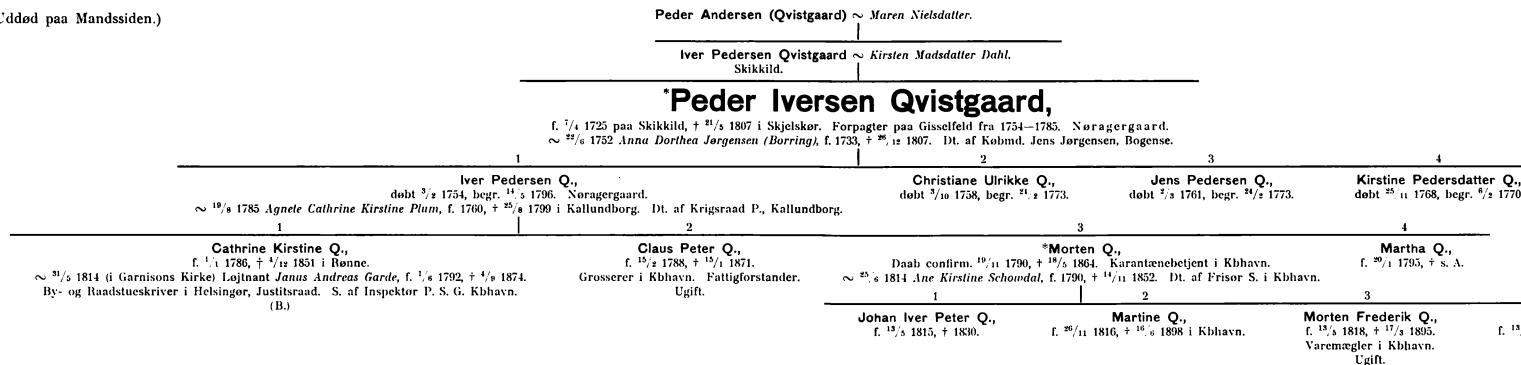 Uddød paa Mandssiden.)
Peder Andersen (Qvistgaard) ~ Maren Nielsdatter.
Iver Pedersen Qvistgaard ~ Kirsten Madsdatter Dahl.
Skikkild.
*Peder Iversen Qvistgaard,
f. 7/4 1725 paa Skikkild, † 21/5 1807 i Skjelskør. Forpagter paa Gisselfeld fra 1754—1785. Nøragergaard.
~ 22/6 1752 Anna Dorthea Jørgensen (Borring), f. 1733, † 26/12 1807. Dt. af Købmd. Jens Jørgensen, Bogense.
1 2 3 4
Iver Pedersen Q.,
døbt 3/2 1754, begr. 14/5 1796. Nøragergaard.
~ 19/8 1785 Agnete Cathrine Kirstine Plum, f. 1760, † 25/8 1799 i Kallundborg. Dt. af Krigsraad P., Kallundborg.
Christiane Ulrikke Q.,
døbt 3/10 1758, begr. 21/2 1773.
Jens Pedersen Q.,
døbt 2/3 1761, begr. 24/2 1773.
Kirstine Pedersdatter Q.,
døbt 25/11 1768, begr. 6/2 1770
1 2 3 4
Cathrine Kirstine Q.,
f. 1/1 1786, † 4/12 1851 i Rønne.
~ 31/5 1814 (i Garnisons Kirke) Løjtnant Janus Andreas Garde, f. 1/6 1792, † 4/9 1874.
By- og Raadstueskriver i Helsingør, Justitsraad. S. af Inspektør P. S. G. Kbhavn.
(B.)
Claus Peter Q.,
f. 15/2 1788, † 15/1 1871.
Grosserer i Kbhavn. Fattigforstander.
Ugift.
*Morten Q.,
Daab confirm. 19/11 1790, † 18/5 1864. Karantænebetjent i Kbhavn.
~ 25/6 1814 Ane Kirstine Schowdal, f. 1790, † 14/11 1852. Dt. af Frisør S. i Kbhavn.
Martha Q.,
f. 20/1 1795, † s. A.
1 2 3
Johan Iver Peter Q.,
f. 13/5 1815, † 1830.
Martine Q.,
f. 26/11 1816, † 16/6 1898 i Kbhavn.
Morten Frederik Q.,
f. 13/5 1818, † 17/3 1895.
Varemægler i Kbhavn.
Ugift.
f. 13/